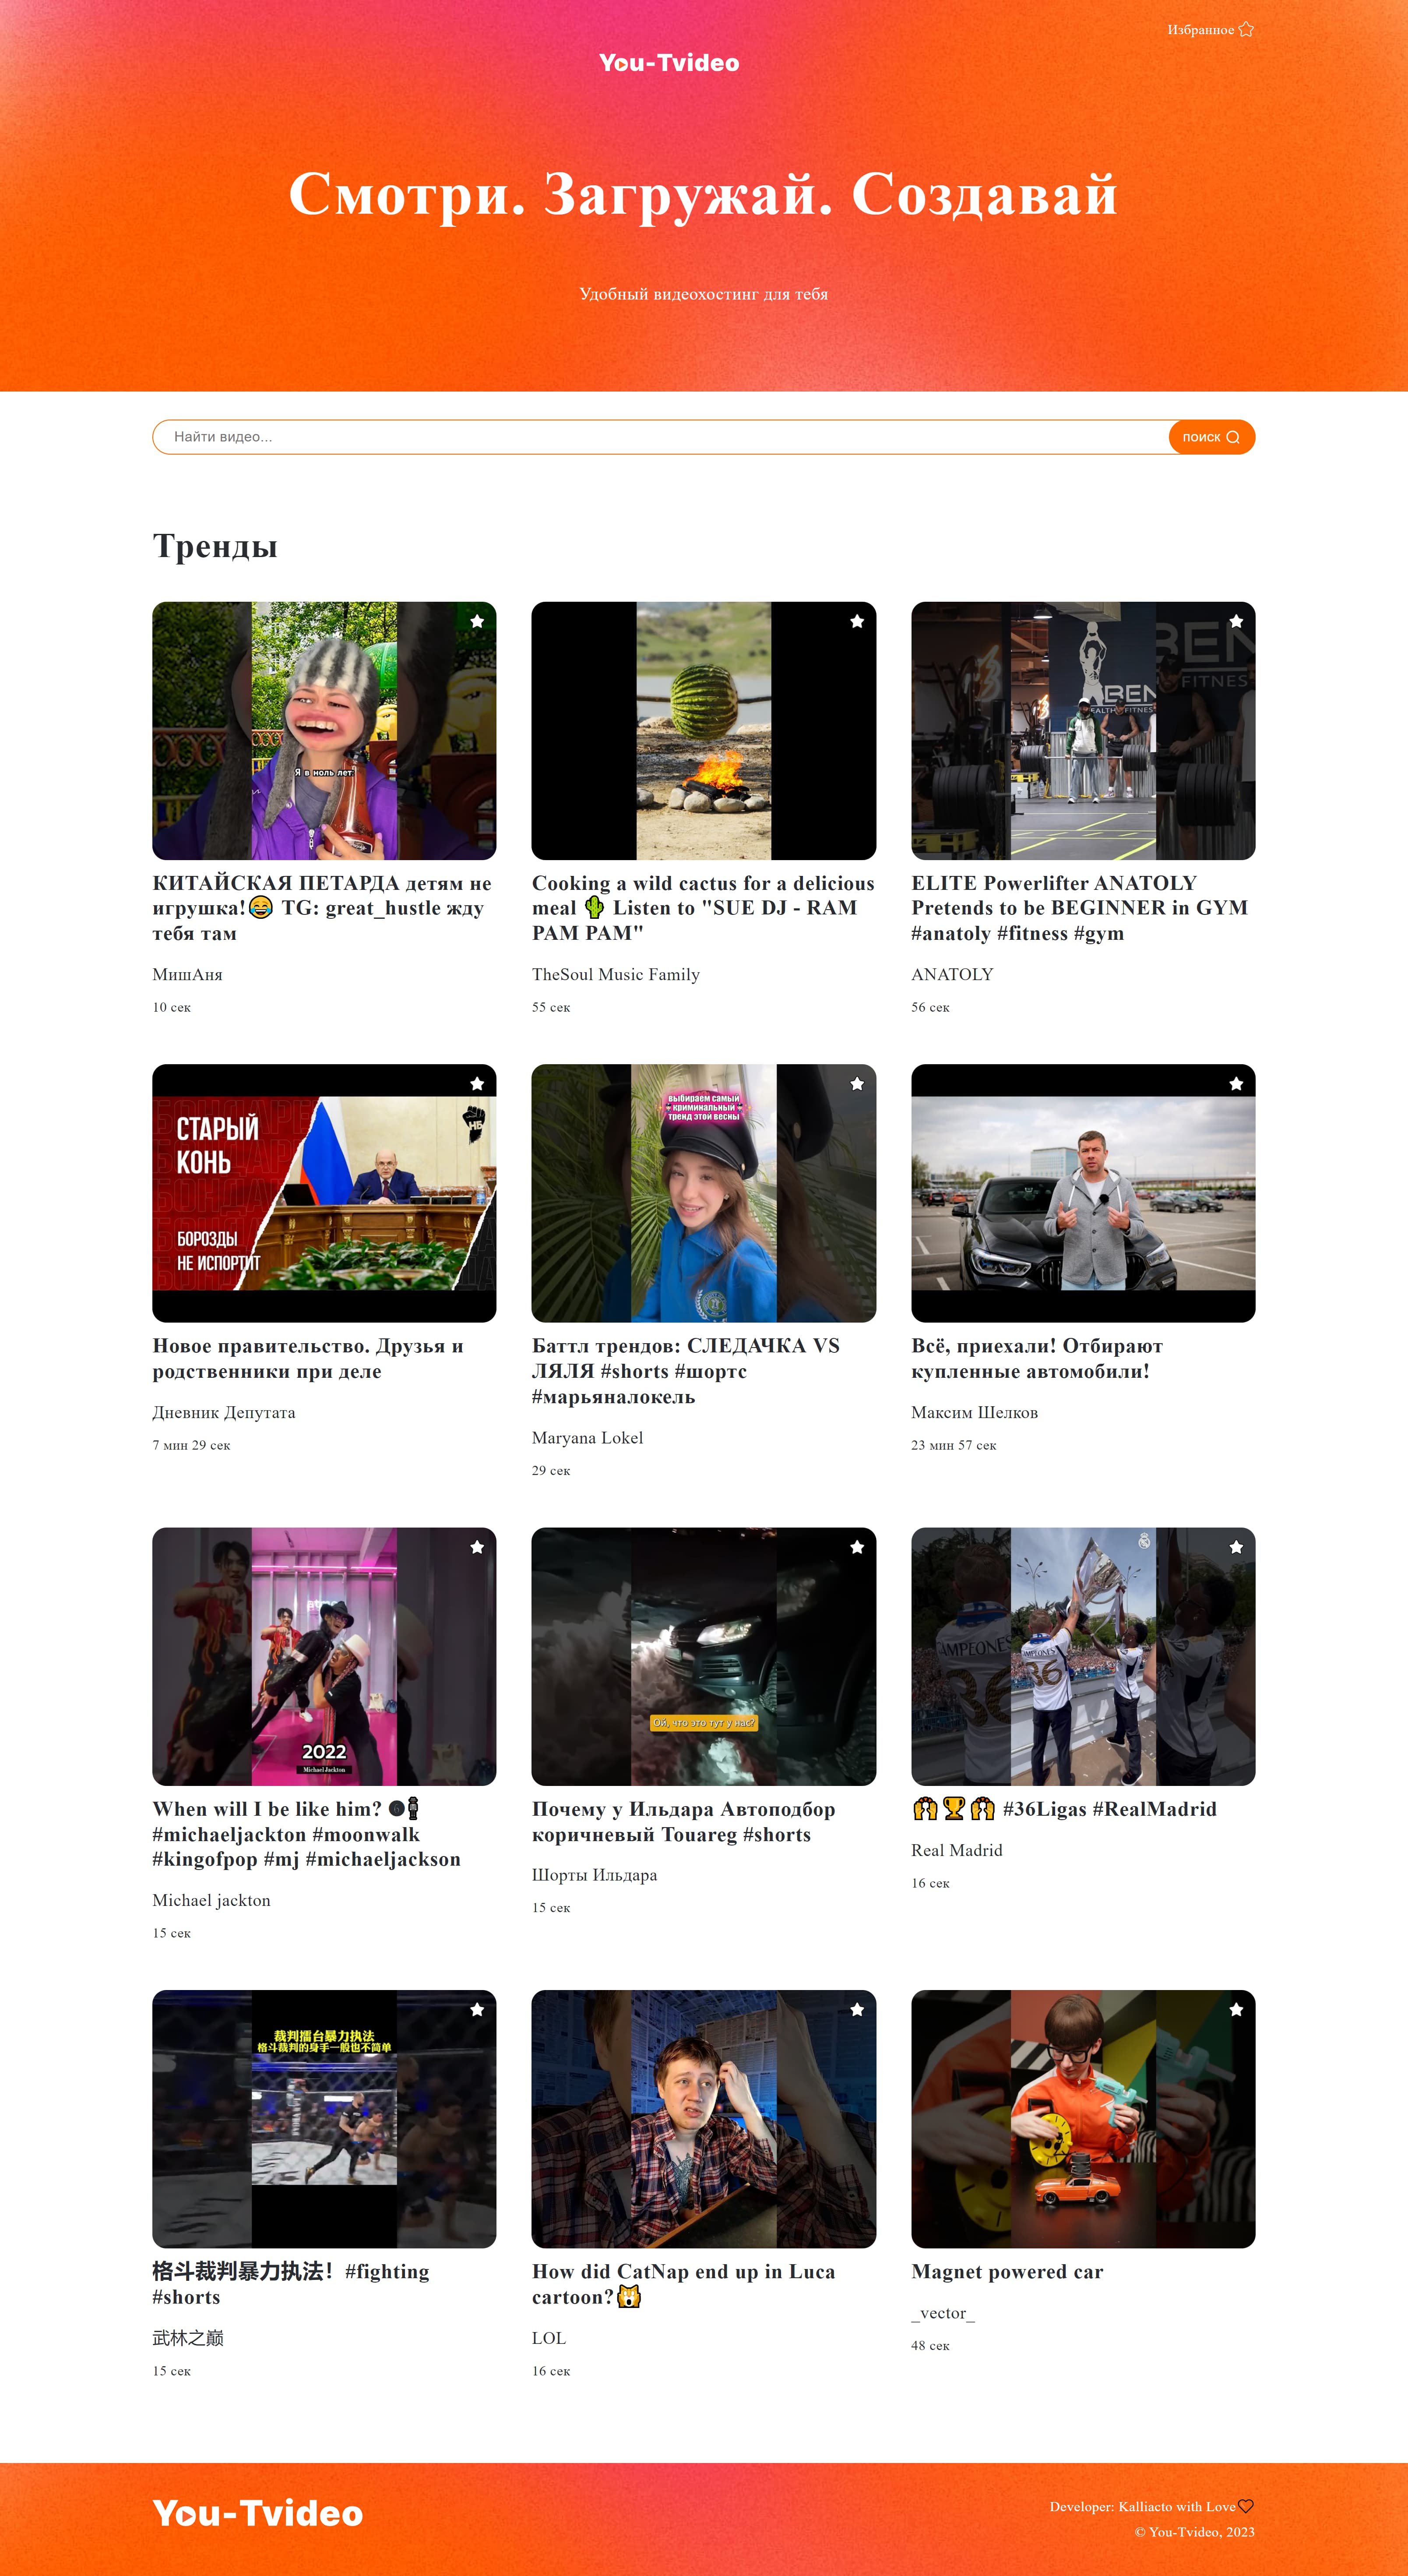 Избранное
You-Tvideo
Смотри. Загружай. Создавай
Удобный видеохостинг для тебя
Найти видео...
поиск
Тренды
Я в ноль лет
BEN
FITNESS
КИТАЙСКАЯ ПЕТАРДА детям не
игрушка!😂 TG: great_hustle жду
тебя там
МишАня
10 сек
Cooking a wild cactus for a delicious
meal 🌵 Listen to "SUE DJ - RAM
PAM PAM"
TheSoul Music Family
55 сек
ELITE Powerlifter ANATOLY
Pretends to be BEGINNER in GYM
#anatoly #fitness #gym
ANATOLY
56 сек
СТАРЫЙ
КОНЬ
БОРОЗДЫ
НЕ ИСПОРТИТ
НБ
выбираем самый
криминальный
тренд этой весны
Новое правительство. Друзья и
родственники при деле
Дневник Депутата
7 мин 29 сек
Баттл трендов: СЛЕДАЧКА VS
ЛЯЛЯ #shorts #шортс
#марьяналокель
Maryana Lokel
29 сек
Всё, приехали! Отбирают
купленные автомобили!
Максим Шелков
23 мин 57 сек
2022
Michael Jackton
Ой, что это тут у нас?
36
When will I be like him? 🕴
#michaeljackton #moonwalk
#kingofpop #mj #michaeljackson
Michael jackton
15 сек
Почему у Ильдара Автоподбор
коричневый Touareg #shorts
Шорты Ильдара
15 сек
🙌🏆🙌 #36Ligas #RealMadrid
Real Madrid
16 сек
裁判擂台暴力执法
格斗裁判的身手一般也不简单
格斗裁判暴力执法！#fighting
#shorts
武林之巅
15 сек
How did CatNap end up in Luca
cartoon?🙀
LOL
16 сек
Magnet powered car
_vector_
48 сек
You-Tvideo
Developer: Kalliacto with Love
© You-Tvideo, 2023